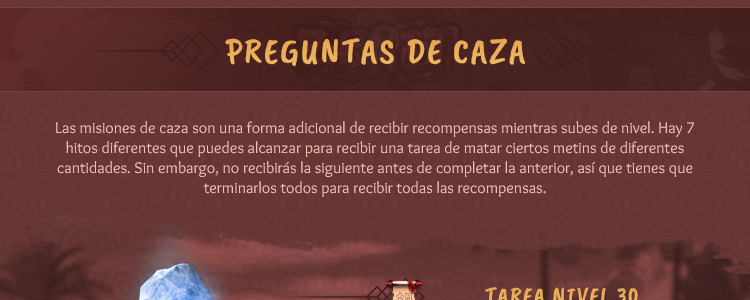 PREGUNTAS DE CAZA
Las misiones de caza son una forma adicional de recibir recompensas mientras subes de nivel. Hay 7
hitos diferentes que puedes alcanzar para recibir una tarea de matar ciertos metins de diferentes
cantidades. Sin embargo, no recibirás la siguiente antes de completar la anterior, así que tienes que
terminarlos todos para recibir todas las recompensas.
TAREA NIVEL 30